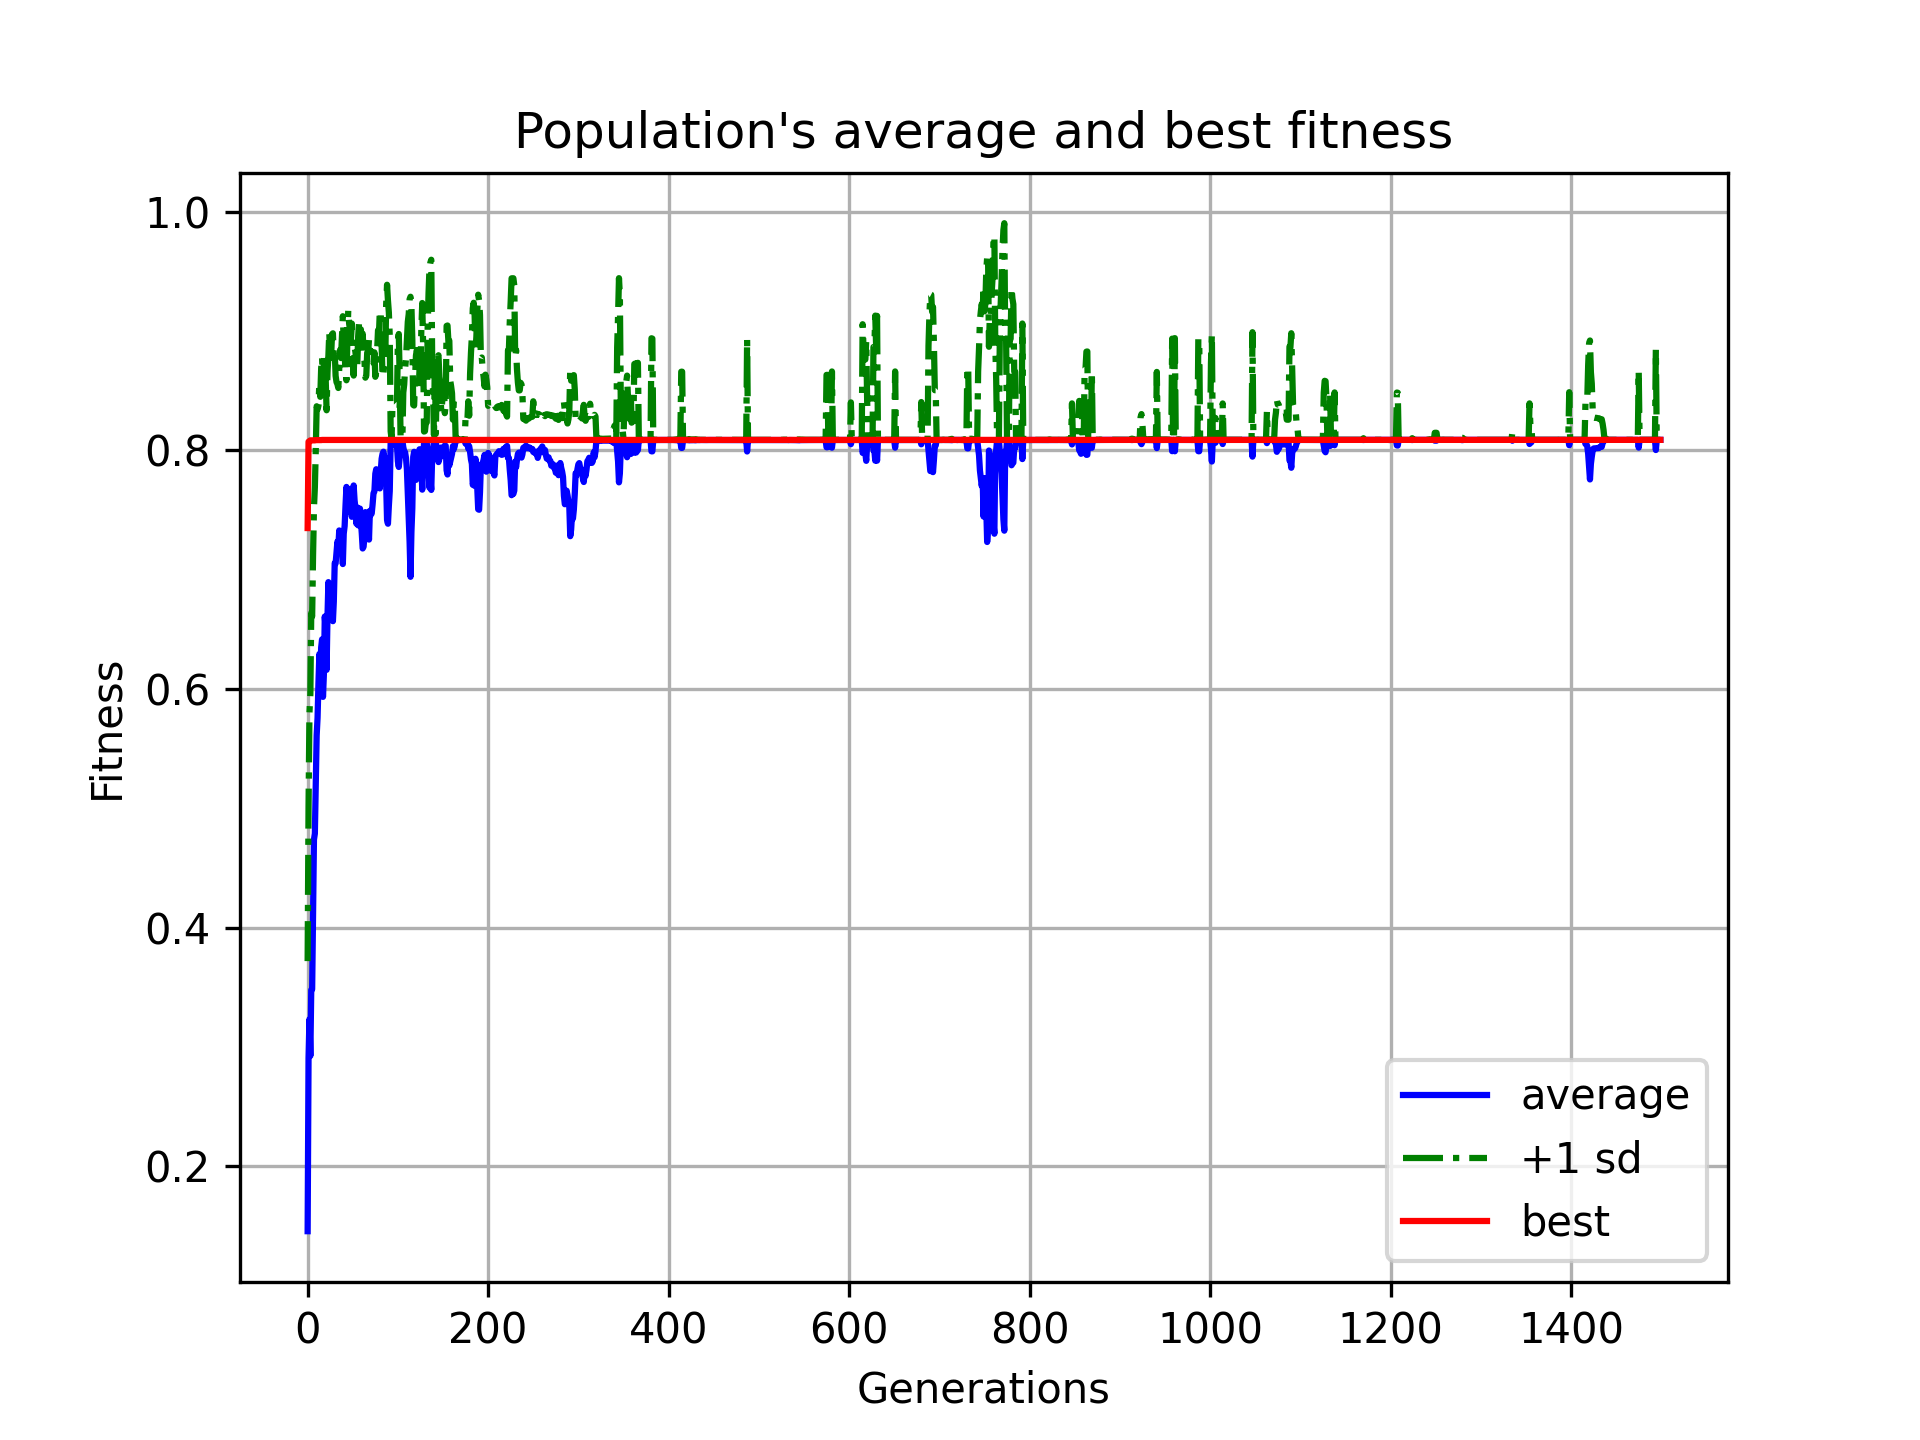 Population's average and best fitness
1.0
0.8
0.6
0.4
0.2
Fitness
0 200 400 600 800 1000 1200 1400
Generations
average
+1 sd
best